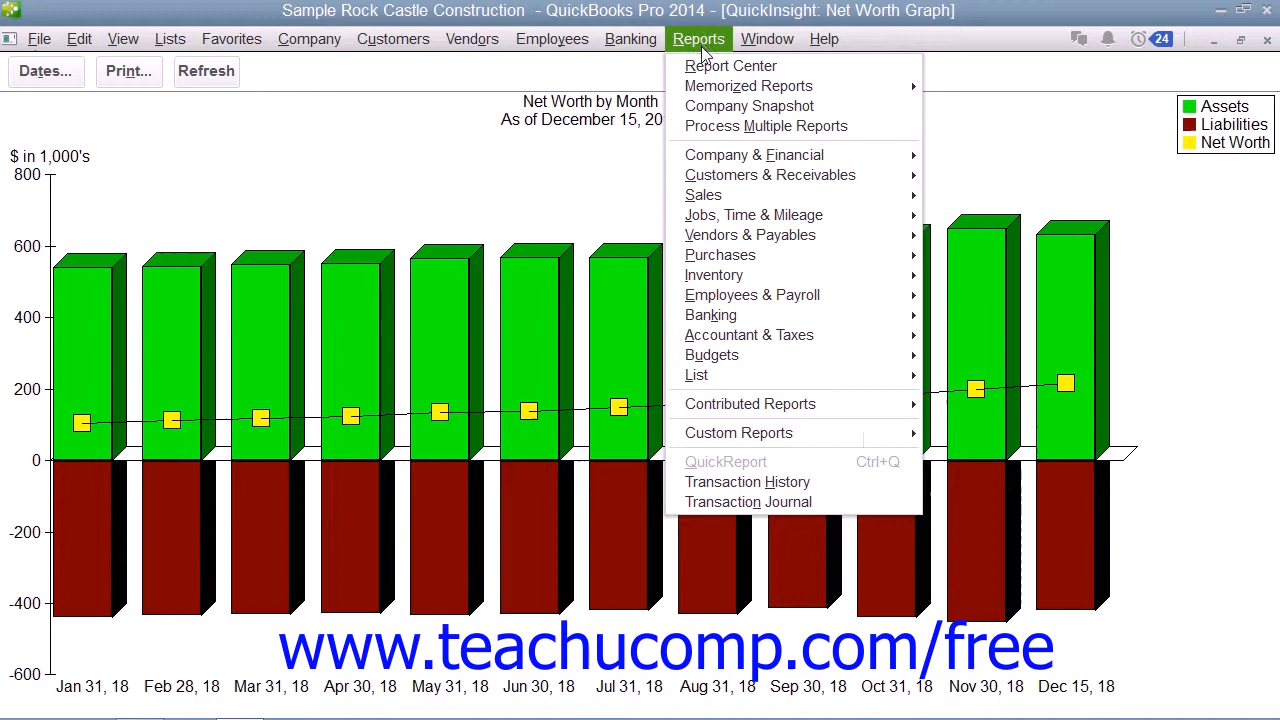 Sample Rock Castle Construction - QuickBooks Pro 2014 - [QuickInsight: Net Worth Graph]
File Edit View Lists Favorites Company Customers Vendors Employees Banking Reports Window Help 24
Dates... Print... Refresh
Report Center
Memorized Reports
Company Snapshot
Process Multiple Reports
Company & Financial
Customers & Receivables
Sales
Jobs, Time & Mileage
Vendors & Payables
Purchases
Inventory
Employees & Payroll
Banking
Accountant & Taxes
Budgets
List
Contributed Reports
Custom Reports
QuickReport Ctrl+Q
Transaction History
Transaction Journal
Net Worth by Month
As of December 15, 20
Assets
Liabilities
Net Worth
$ in 1,000's
800
600
400
200
0
-200
-400
-600
Jan 31, 18 Feb 28, 18 Mar 31, 18 Apr 30, 18 May 31, 18 Jun 30, 18 Jul 31, 18 Aug 31, 18 Sep 30, 18 Oct 31, 18 Nov 30, 18 Dec 15, 18
www.teachucomp.com/free